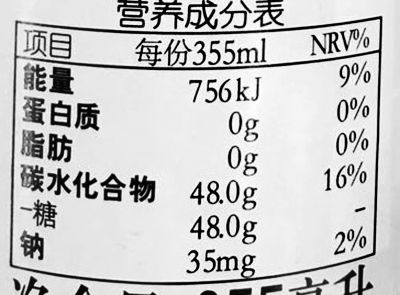 营养成分表
项目 每份355ml NRV%
能量 756kJ 9%
蛋白质 0g 0%
脂肪 0g 0%
碳水化合物 48.0g 16%
-糖 48.0g -
钠 35mg 2%